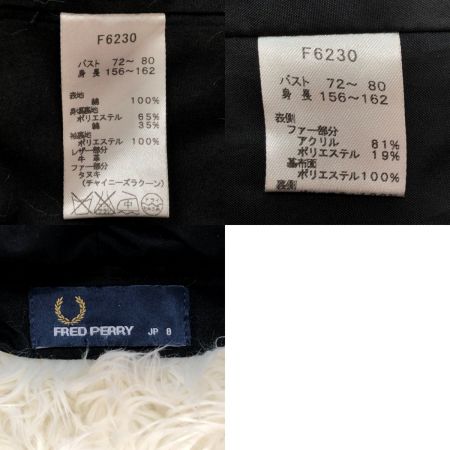 F6230
バスト 72〜 80
身 長 156〜162
表地
綿 100%
身頃裏地
ポリエステル 65%
綿 35%
袖裏地
ポリエステル 100%
レザー部分
牛 革
ファー部分
タヌキ
(チャイニーズラクーン)
F6230
バスト 72〜 80
身 長 156〜162
表側
ファー部分
アクリル 81%
ポリエステル 19%
基布面
ポリエステル100%
裏側
FRED PERRY JP 8